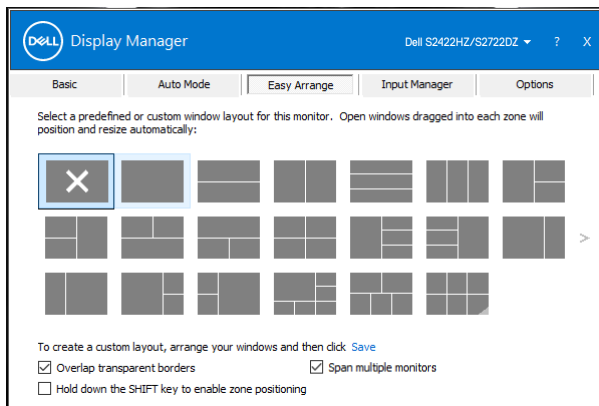 DELL Display Manager Dell S2422HZ/S2722DZ ? X
Basic Auto Mode Easy Arrange Input Manager Options
Select a predefined or custom window layout for this monitor. Open windows dragged into each zone will
position and resize automatically:
>
To create a custom layout, arrange your windows and then click Save
Overlap transparent borders Span multiple monitors
Hold down the SHIFT key to enable zone positioning